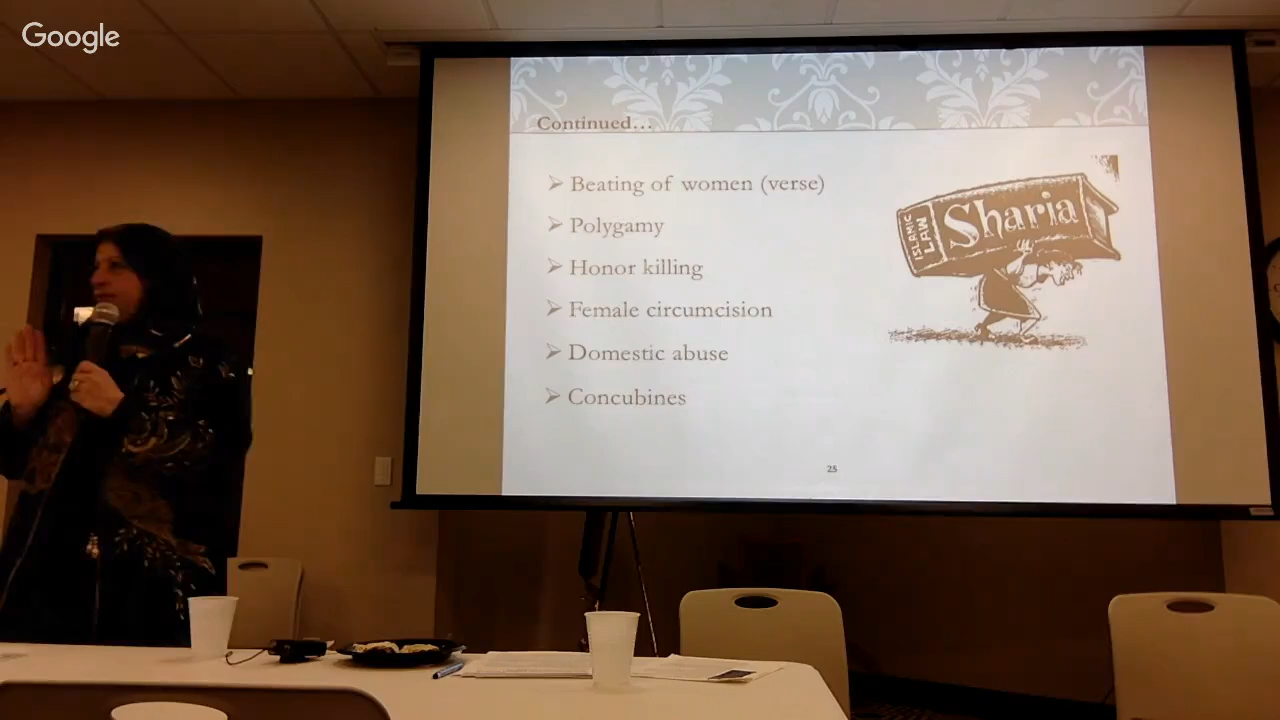 Google
Continued…
Beating of women (verse)
Polygamy
Honor killing
Female circumcision
Domestic abuse
Concubines
ISLAMIC LAW
Sharia
25